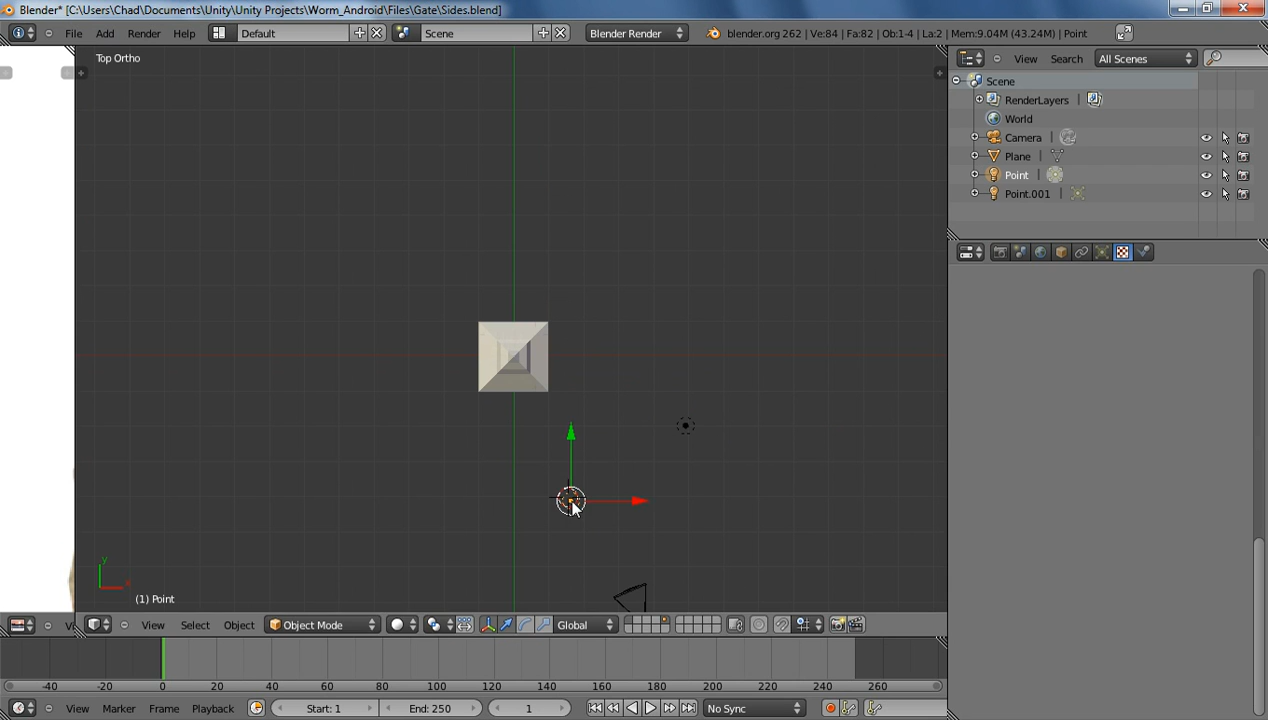 Blender* [C:\Users\Chad\Documents\Unity\Unity Projects\Worm_Android\Files\Gate\Sides.blend]
File Add Render Help Default Scene Blender Render blender.org 262 | Ve:84 | Fa:82 | Ob:1-4 | La:2 | Mem:9.04M (43.24M) | Point
Top Ortho
View Search All Scenes
Scene
RenderLayers
World
Camera
Plane
Point
Point.001
y
(1) Point
View Select Object Object Mode Global
-40 -20 0 20 40 60 80 100 120 140 160 180 200 220 240 260
View Marker Frame Playback Start: 1 End: 250 1 No Sync